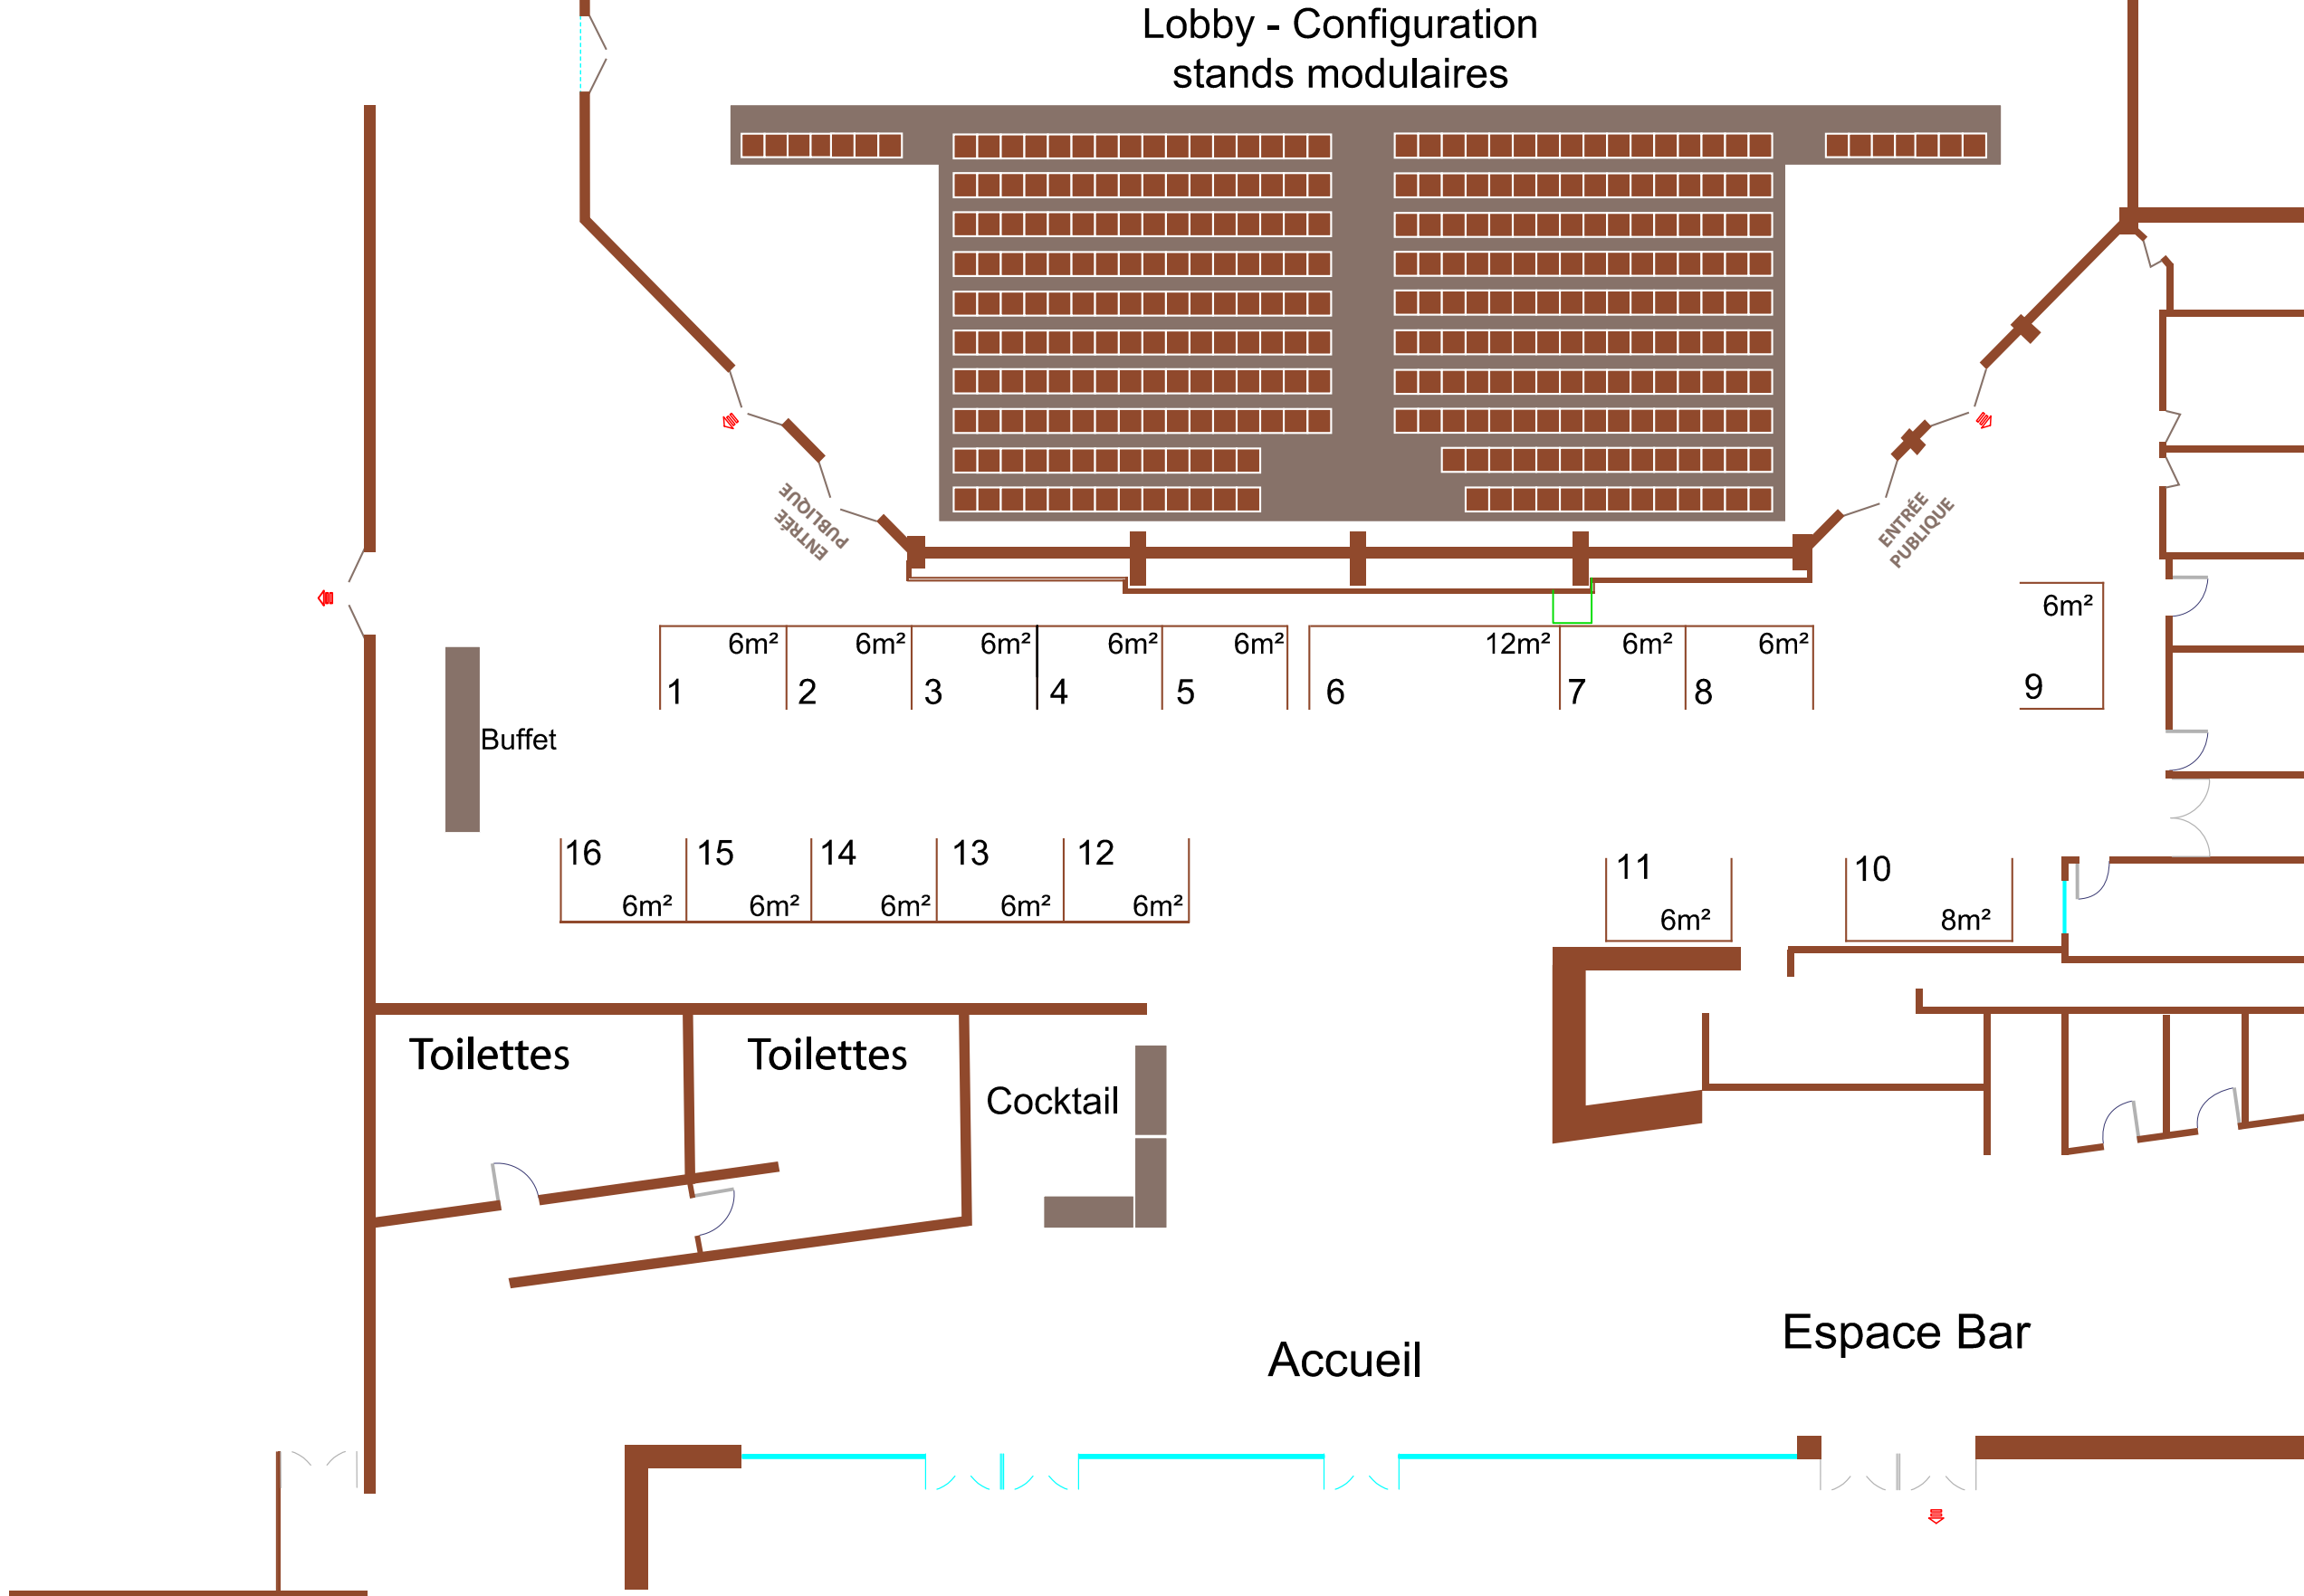 Lobby - Configuration
stands modulaires
ENTRÉE
PUBLIQUE
ENTRÉE
PUBLIQUE
6m² 6m² 6m² 6m² 6m² 12m² 6m² 6m² 6m²
1 2 3 4 5 6 7 8 9
Buffet
16 15 14 13 12 11 10
6m² 6m² 6m² 6m² 6m² 6m² 8m²
Toilettes Toilettes
Cocktail
Espace Bar
Accueil